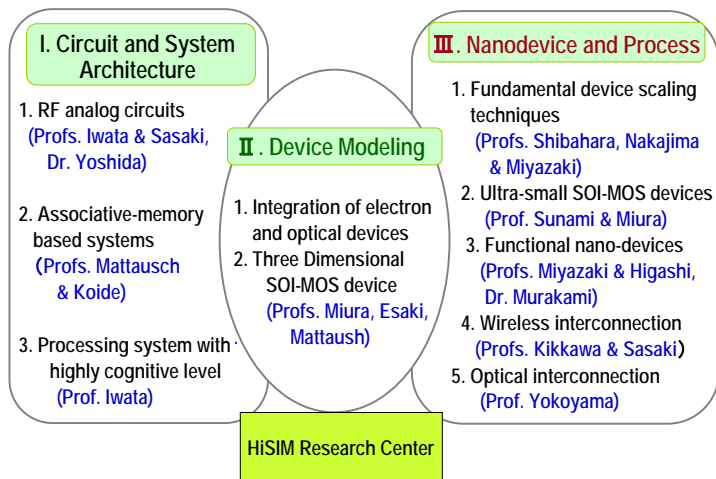 I. Circuit and System
Architecture
1. RF analog circuits
(Profs. Iwata & Sasaki,
Dr. Yoshida)
2. Associative-memory
based systems
(Profs. Mattausch
& Koide)
3. Processing system with
highly cognitive level
(Prof. Iwata)
Ⅱ. Device Modeling
1. Integration of electron
and optical devices
2. Three Dimensional
SOI-MOS device
(Profs. Miura, Esaki,
Mattaush)
Ⅲ. Nanodevice and Process
1. Fundamental device scaling
techniques
(Profs. Shibahara, Nakajima
& Miyazaki)
2. Ultra-small SOI-MOS devices
(Prof. Sunami & Miura)
3. Functional nano-devices
(Profs. Miyazaki & Higashi,
Dr. Murakami)
4. Wireless interconnection
(Profs. Kikkawa & Sasaki)
5. Optical interconnection
(Prof. Yokoyama)
HiSIM Research Center